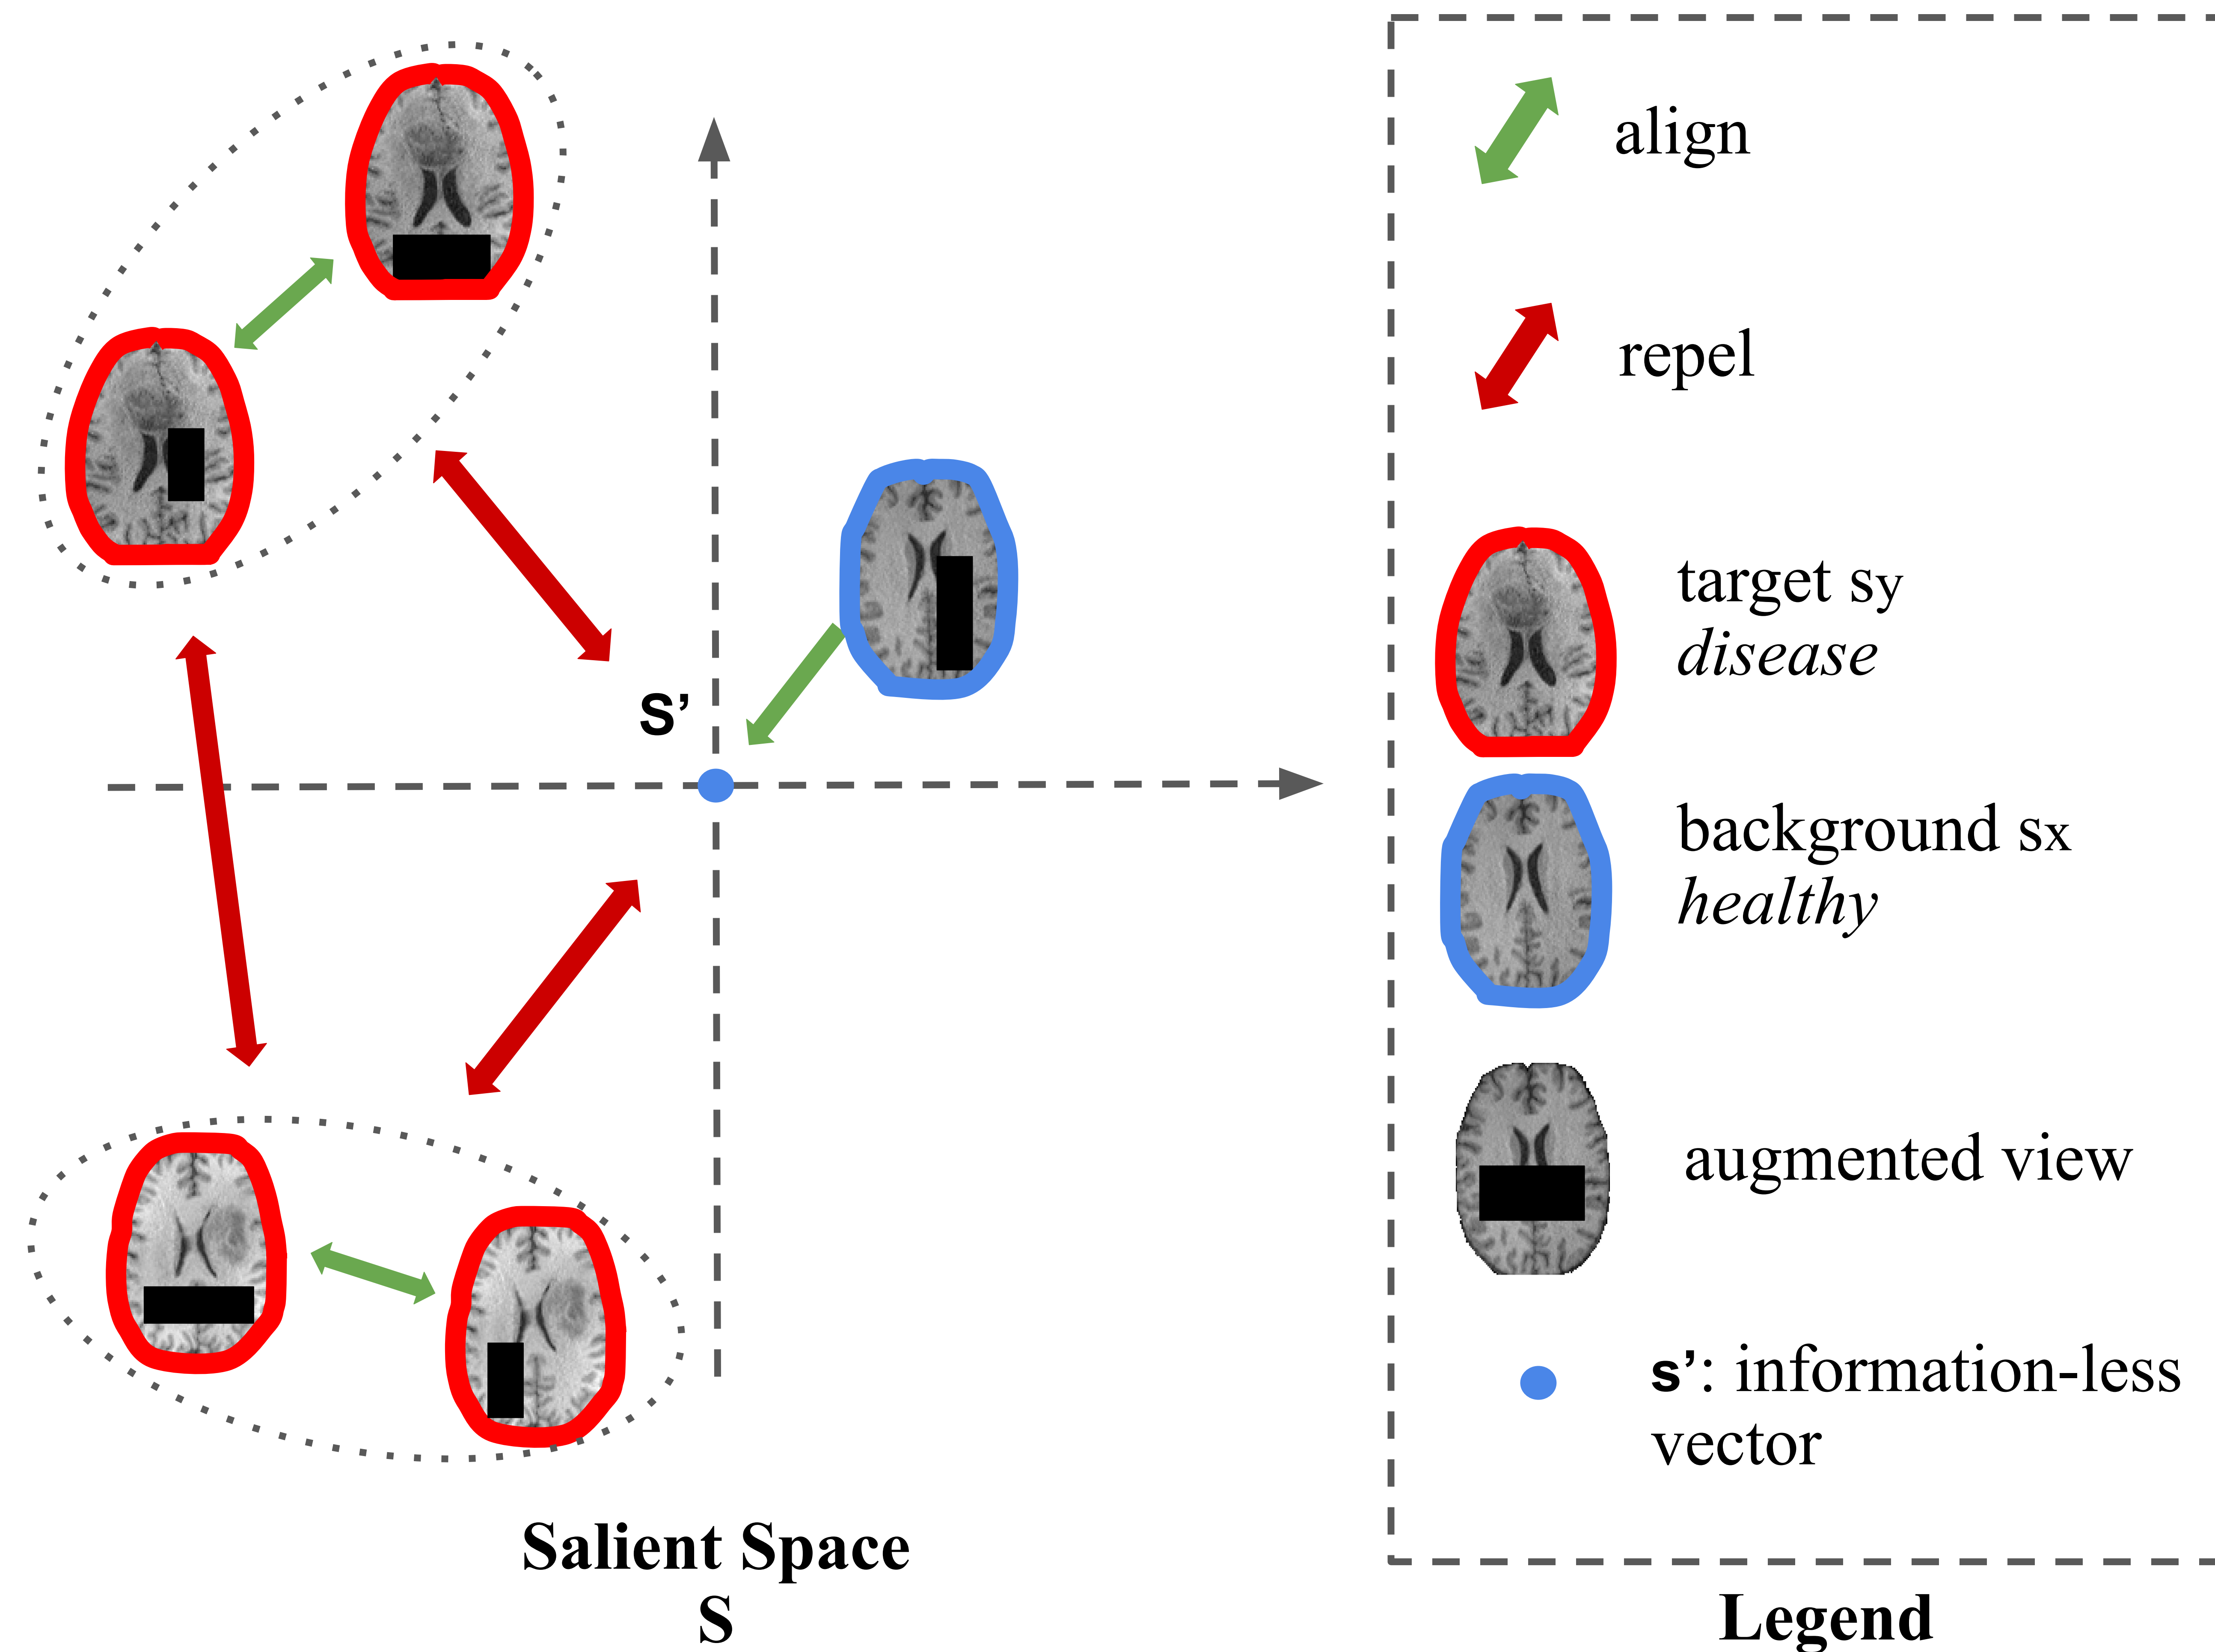 S’
Salient Space
S
align
repel
target sy
disease
background sx
healthy
augmented view
s’: information-less
vector
Legend